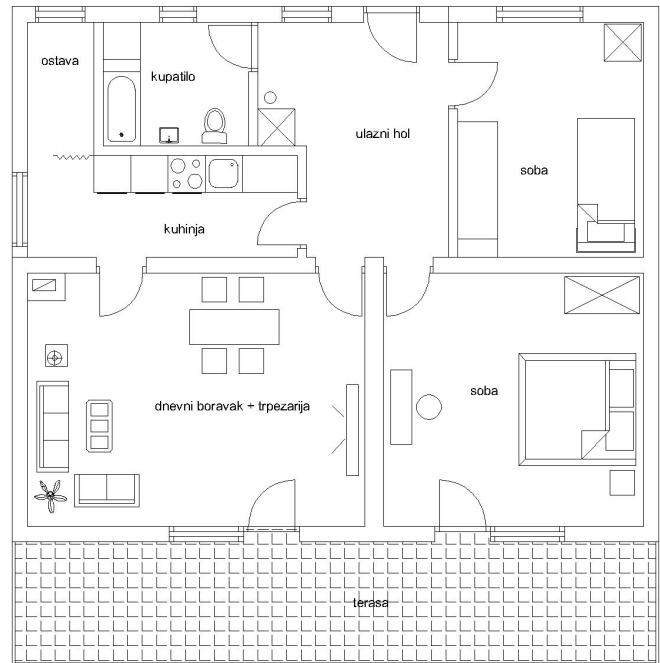 ostava
kupatilo
ulazni hol
soba
kuhinja
dnevni boravak + trpezarija
soba
terasa